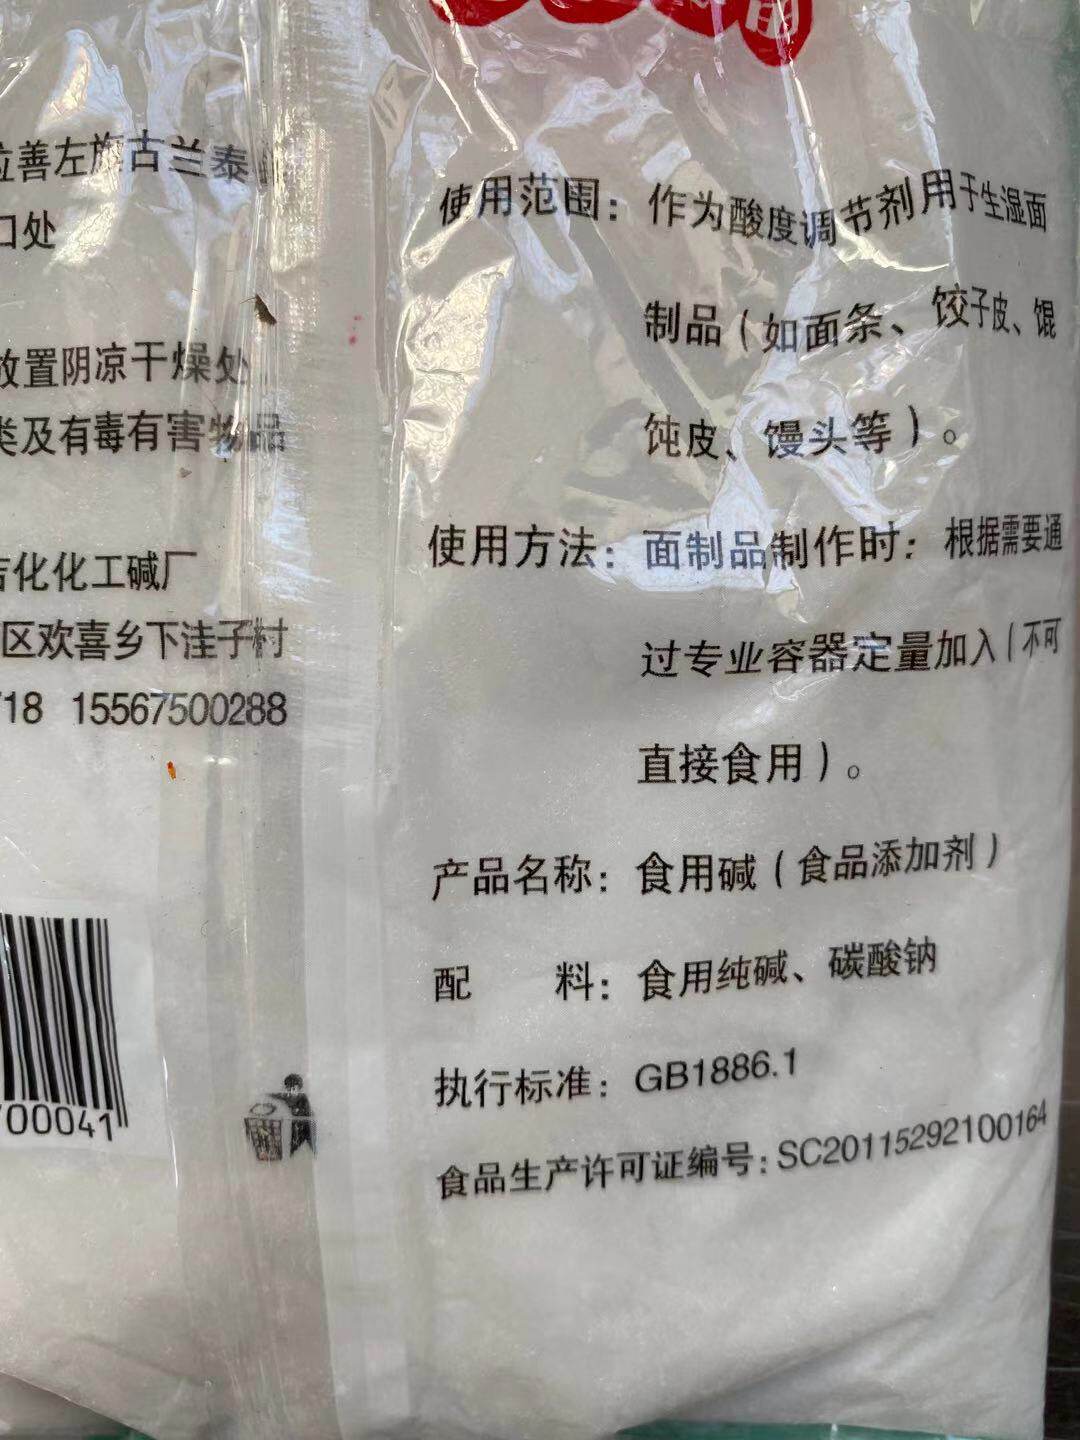 善左旗古兰泰
口处
放置阴凉干燥处
类及有毒有害物品
吉化化工碱厂
区欢喜乡下洼子村
718 15567500288
00041
用
使用范围：作为酸度调节剂用于生湿面
制品（如面条、饺子皮、馄
饨皮、馒头等）。
使用方法：面制品制作时：根据需要通
过专业容器定量加入（不可
直接食用）。
产品名称：食用碱（食品添加剂）
配 料：食用纯碱、碳酸钠
执行标准：GB1886.1
食品生产许可证编号：SC20115292100164